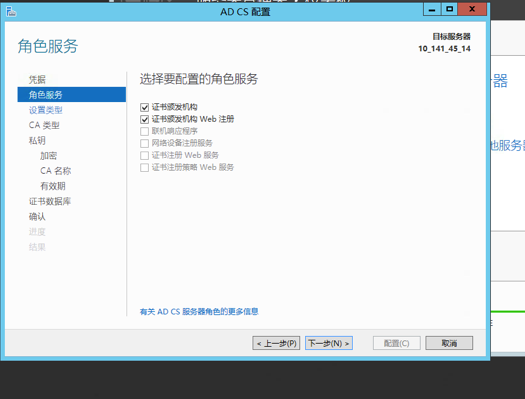 AD CS 配置
角色服务
目标服务器
10_141_45_14
凭据
角色服务
设置类型
CA 类型
私钥
加密
CA 名称
有效期
证书数据库
确认
进度
结果
选择要配置的角色服务
证书颁发机构
证书颁发机构 Web 注册
联机响应程序
网络设备注册服务
证书注册 Web 服务
证书注册策略 Web 服务
有关 AD CS 服务器角色的更多信息
< 上一步(P)
下一步(N) >
配置(C)
取消
器
他服务